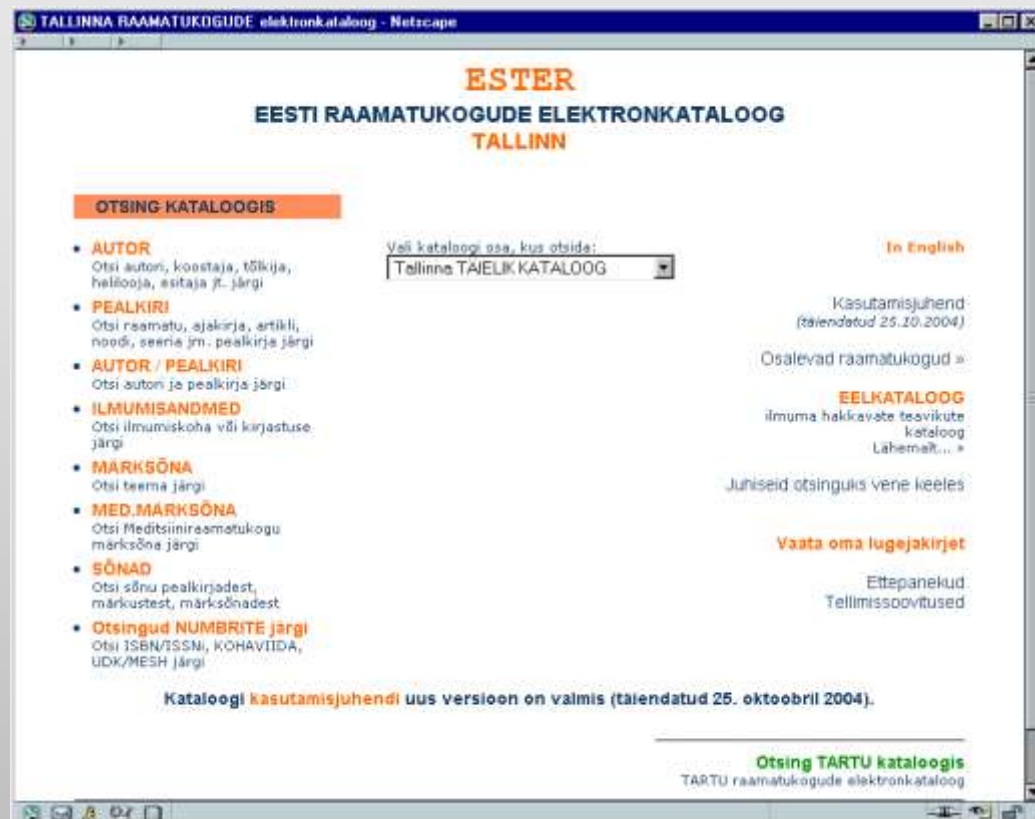 TALLINNA RAAMATUKOGUDE elektronkataloog - Netscape
ESTER
EESTI RAAMATUKOGUDE ELEKTRONKATALOOG
TALLINN
OTSING KATALOOGIS
AUTOR
Otsi autori, koostaja, tõlkija,
helilooja, esitaja jt. järgi
PEALKIRI
Otsi raamatu, ajakirja, artikli,
noodi, seeria jm. pealkirja järgi
AUTOR / PEALKIRI
Otsi autori ja pealkirja järgi
ILMUMISANDMED
Otsi ilmumiskoha või kirjastuse
järgi
MÄRKSÕNA
Otsi teema järgi
MED.MÄRKSÕNA
Otsi Meditsiiniraamatukogu
märksõna järgi
SÕNAD
Otsi sõnu pealkirjadest,
märkustest, märksõnadest
Otsingud NUMBRITE järgi
Otsi ISBN/ISSNi, KOHAVIIDA,
UDK/MESH järgi
Vali kataloogi osa, kus otsida:
Tallinna TÄIELIK KATALOOG
In English
Kasutamisjuhend
(täiendatud 25.10.2004)
Osalevad raamatukogud »
EELKATALOOG
ilmuma hakkavate teavikute
kataloog
Lähemalt... »
Juhiseid otsinguks vene keeles
Vaata oma lugejakirjet
Ettepanekud
Tellimissoovitused
Kataloogi kasutamisjuhendi uus versioon on valmis (täiendatud 25. oktoobril 2004).
Otsing TARTU kataloogis
TARTU raamatukogude elektronkataloog